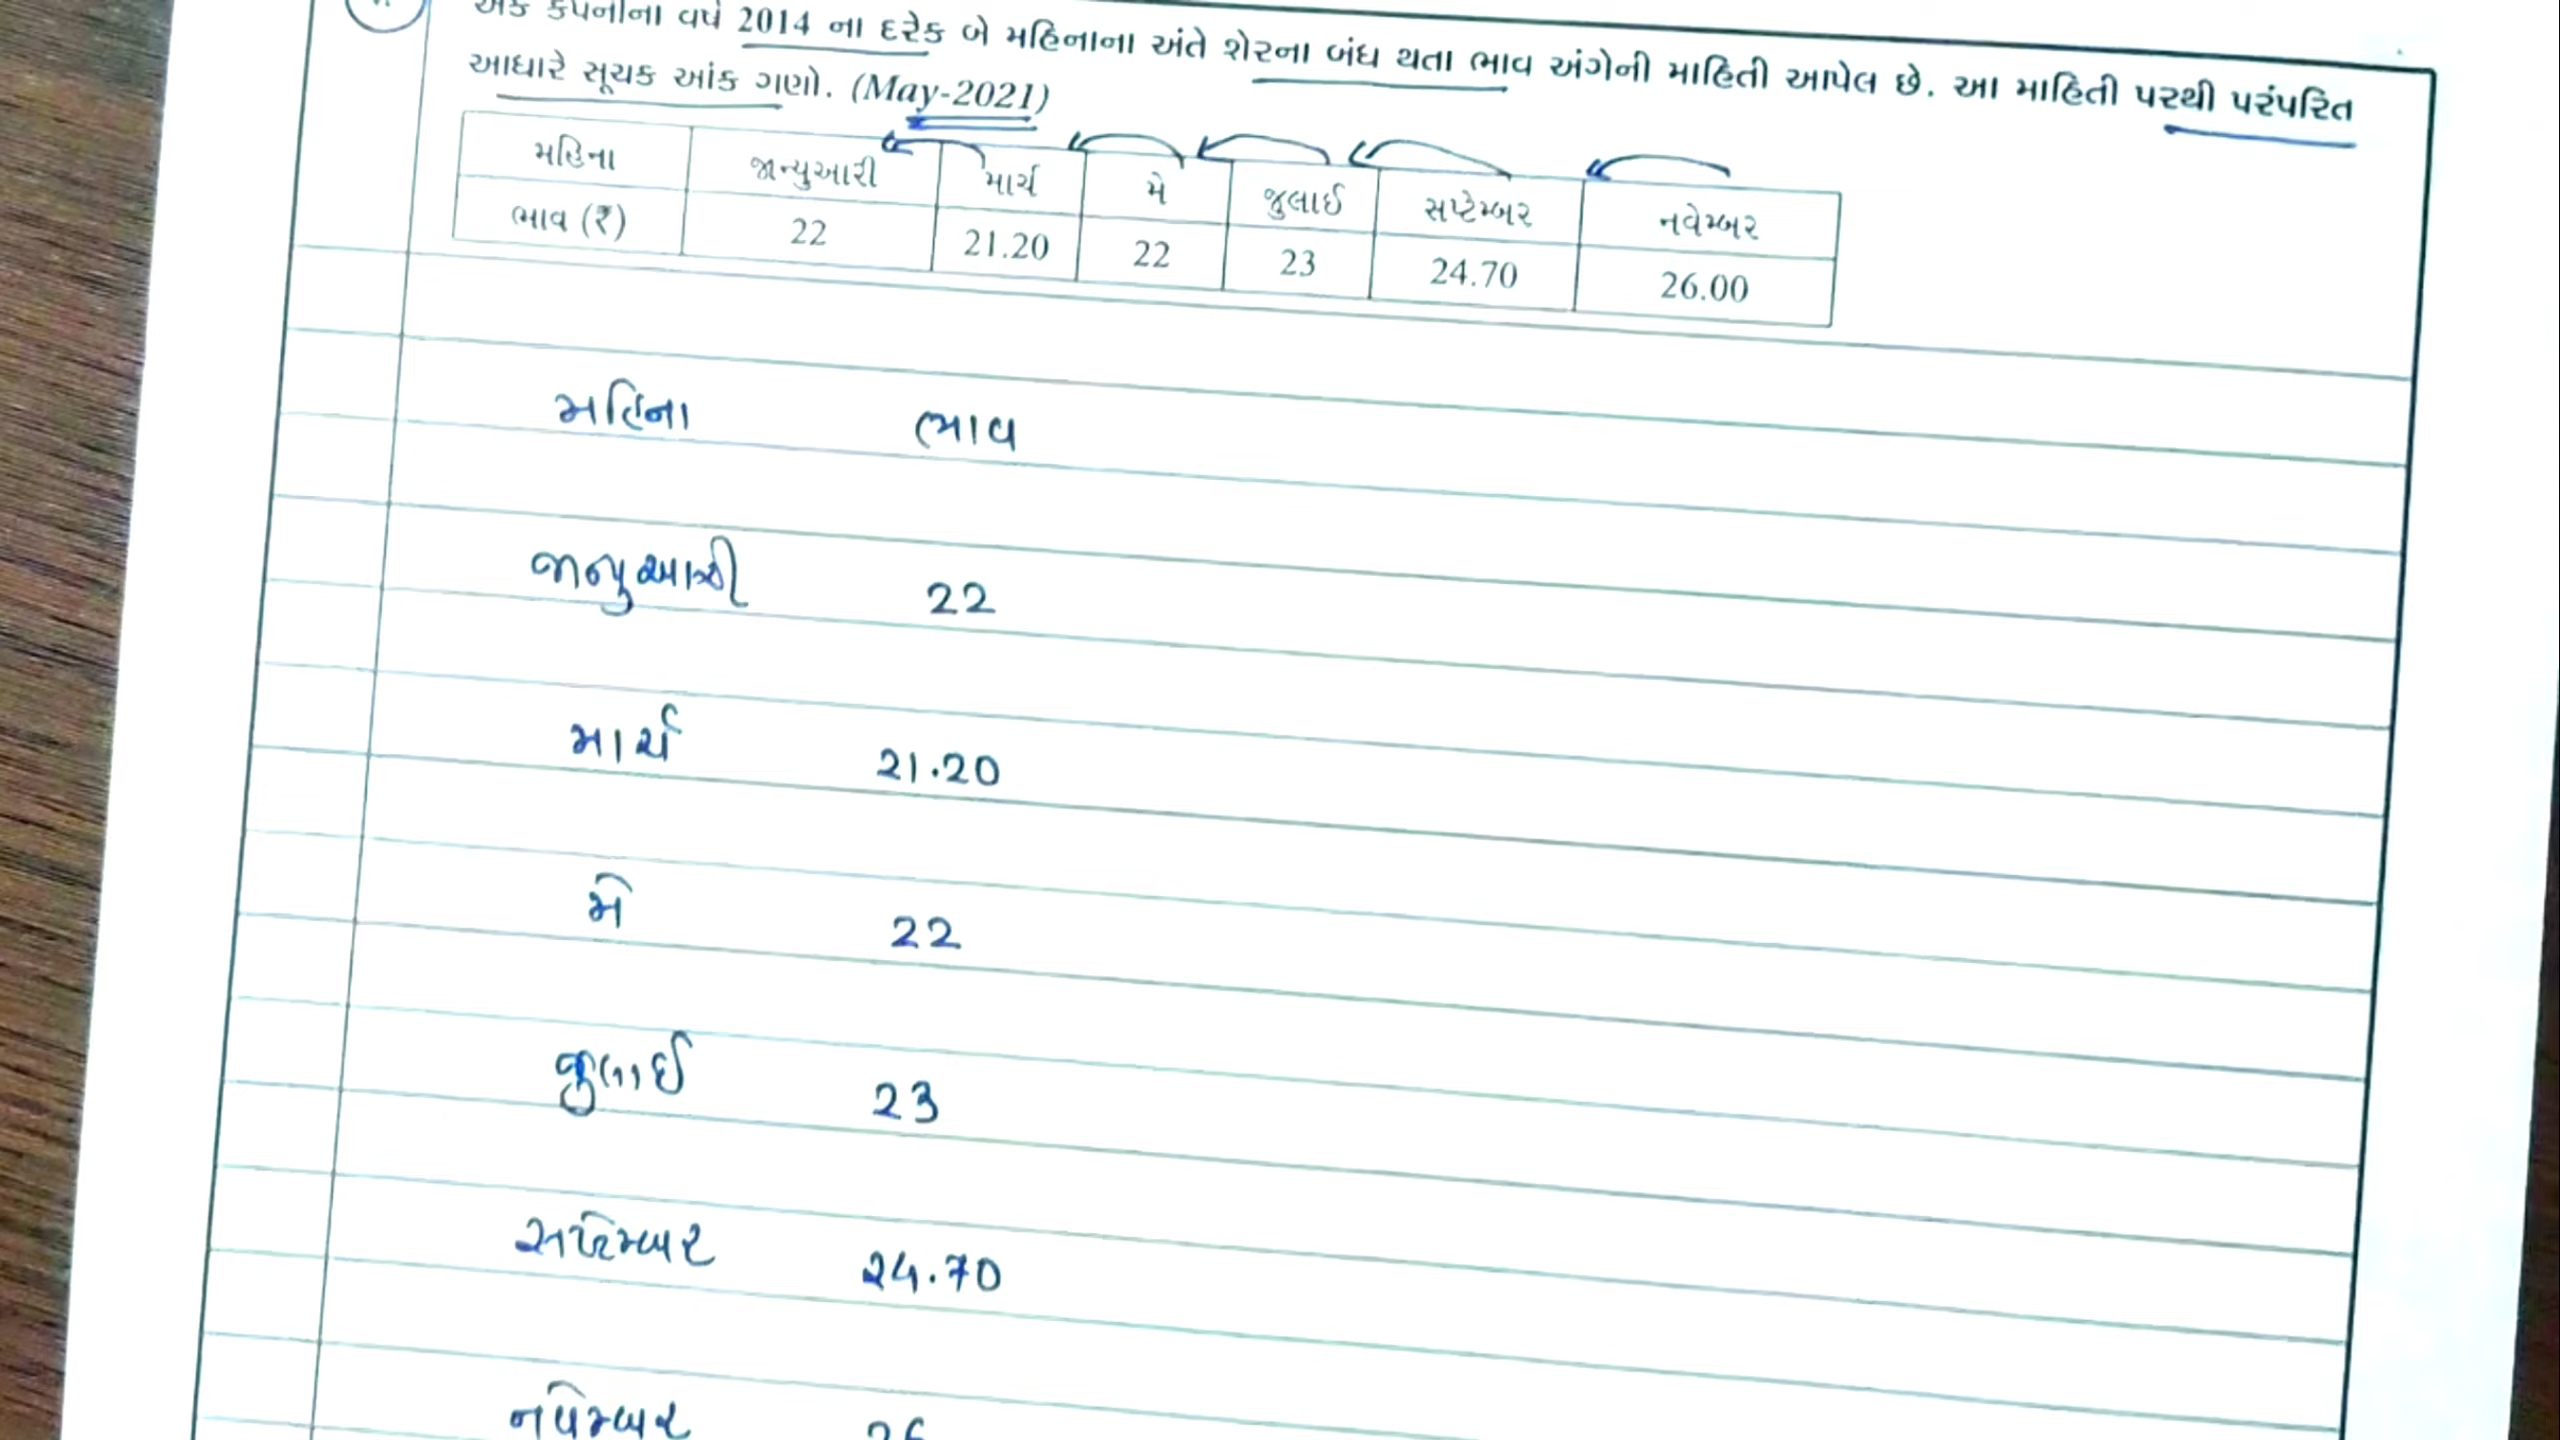 એક કંપનીના વર્ષ 2014 ના દરેક બે મહિનાના અંતે શેરના બંધ થતા ભાવ અંગેની માહિતી આપેલ છે. આ માહિતી પરથી પરંપરિત
આધારે સૂચક આંક ગણો. (May-2021)
મહિના જાન્યુઆરી માર્ચ મે જુલાઈ સપ્ટેમ્બર નવેમ્બર
ભાવ (₹) 22 21.20 22 23 24.70 26.00
મહિના ભાવ
જાન્યુઆરી 22
માર્ચ 21.20
મે 22
જુલાઈ 23
સપ્ટેમ્બર 24.70
નવેમ્બર 26